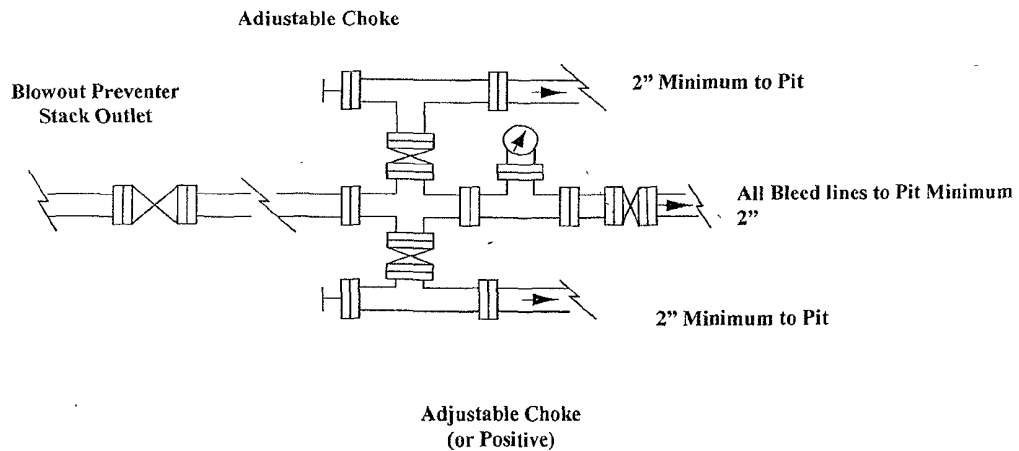 Adjustable Choke
Blowout Preventer
Stack Outlet
2" Minimum to Pit
All Bleed lines to Pit Minimum
2"
2" Minimum to Pit
Adjustable Choke
(or Positive)